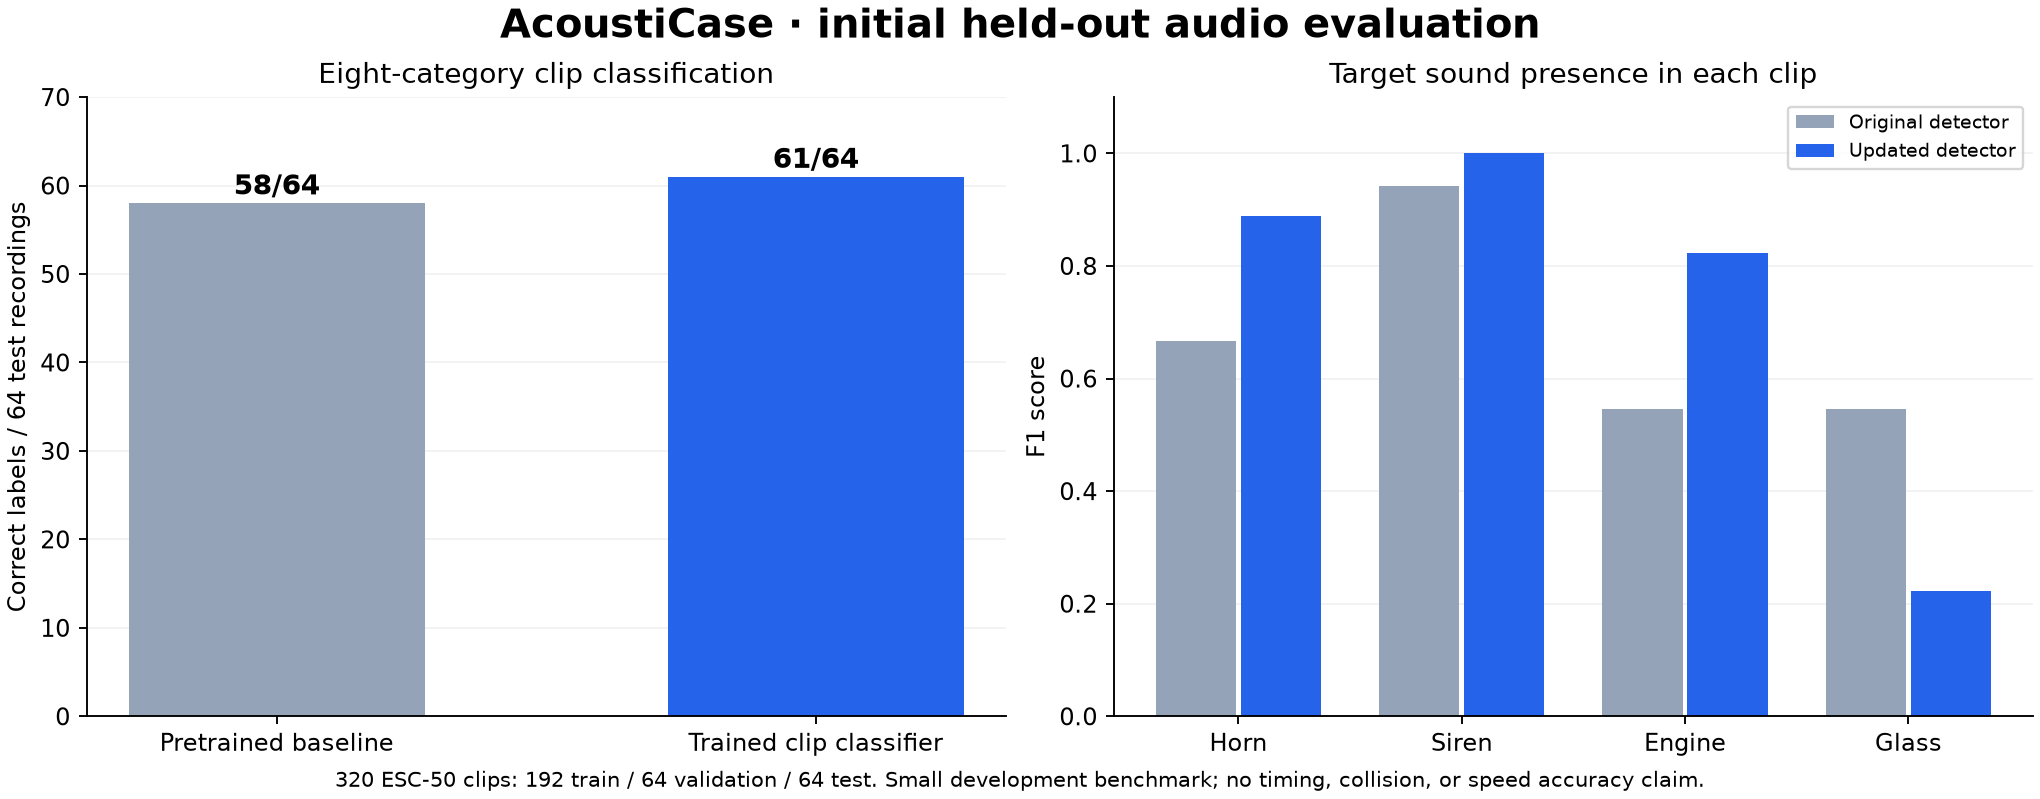 AcoustiCase · initial held-out audio evaluation
Eight-category clip classification
Correct labels / 64 test recordings
70
60
50
40
30
20
10
0
58/64
61/64
Pretrained baseline
Trained clip classifier
Target sound presence in each clip
F1 score
1.0
0.8
0.6
0.4
0.2
0.0
Original detector
Updated detector
Horn
Siren
Engine
Glass
320 ESC-50 clips: 192 train / 64 validation / 64 test. Small development benchmark; no timing, collision, or speed accuracy claim.